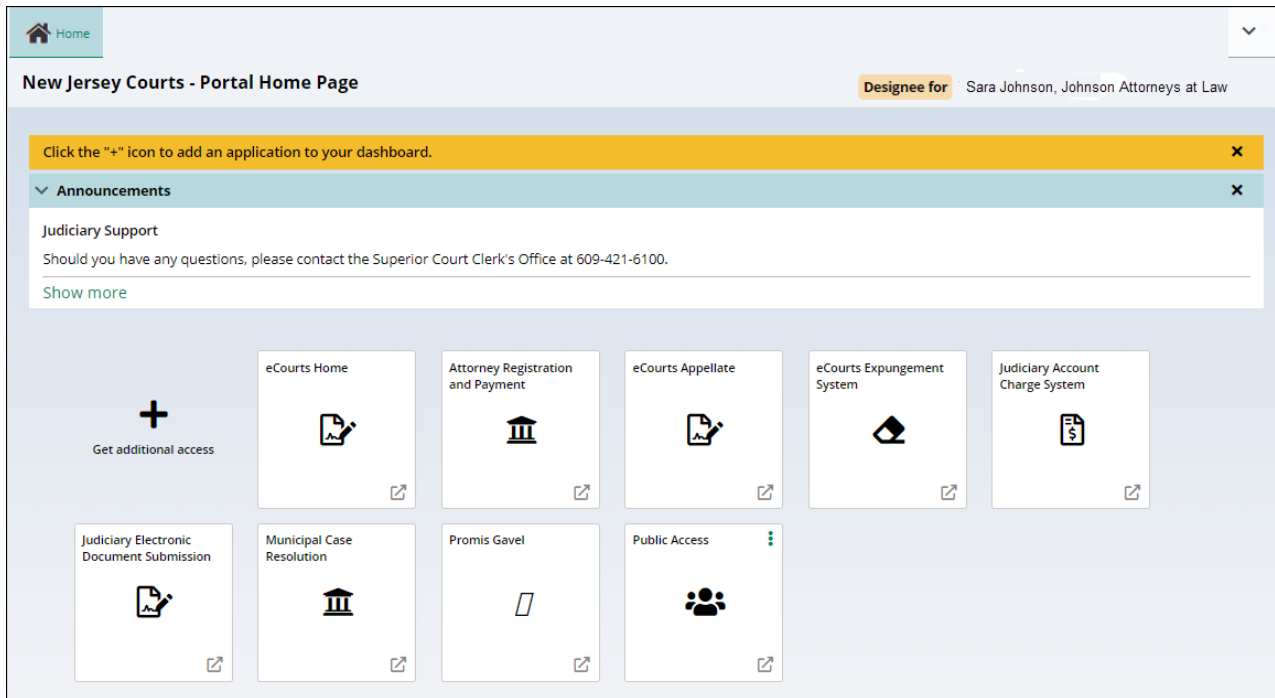 Home
New Jersey Courts - Portal Home Page
Designee for Sara Johnson, Johnson Attorneys at Law
Click the "+" icon to add an application to your dashboard.
Announcements
Judiciary Support
Should you have any questions, please contact the Superior Court Clerk's Office at 609-421-6100.
Show more
Get additional access
eCourts Home
Attorney Registration
and Payment
eCourts Appellate
eCourts Expungement
System
Judiciary Account
Charge System
Judiciary Electronic
Document Submission
Municipal Case
Resolution
Promis Gavel
Public Access